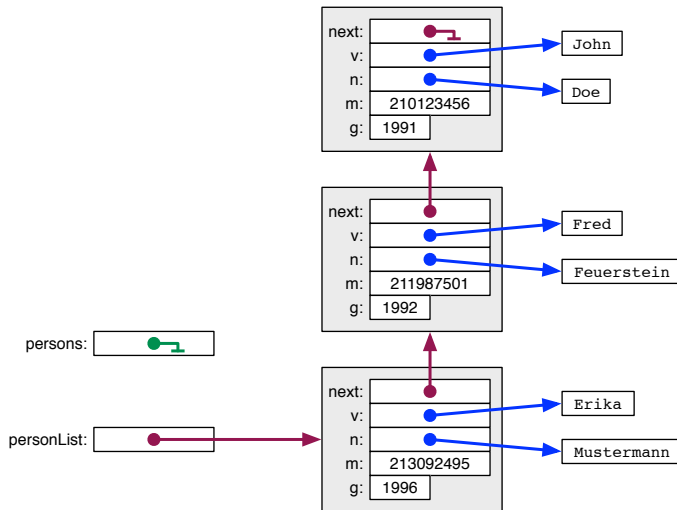 next:
v: John
n: Doe
m: 210123456
g: 1991
next:
v: Fred
n: Feuerstein
m: 211987501
g: 1992
persons:
personList:
next:
v: Erika
n: Mustermann
m: 213092495
g: 1996